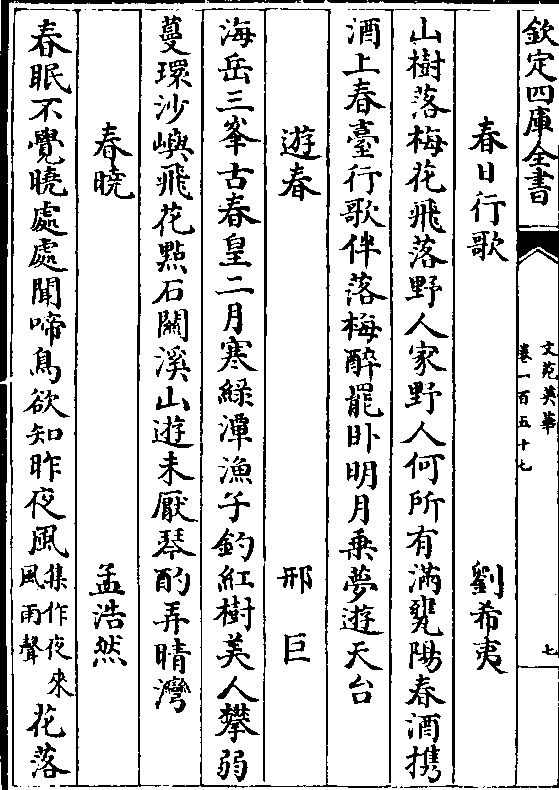 欽定四庫全書
文苑英華
卷一百五十七
七
春日行歌 劉希夷
山樹落梅花飛落野人家野人何所有滿甕陽春酒携
酒上春臺行歌伴落梅醉罷卧明月乗夢遊天台
遊春 邢巨
海岳三峯古春皇二月寒綠潭漁子釣紅樹美人攀弱
蔓環沙嶼飛花點石關溪山遊未厭琴酌弄晴灣
春曉 孟浩然
春眠不覺曉處處聞啼鳥欲知昨夜風集作夜來風雨聲花落